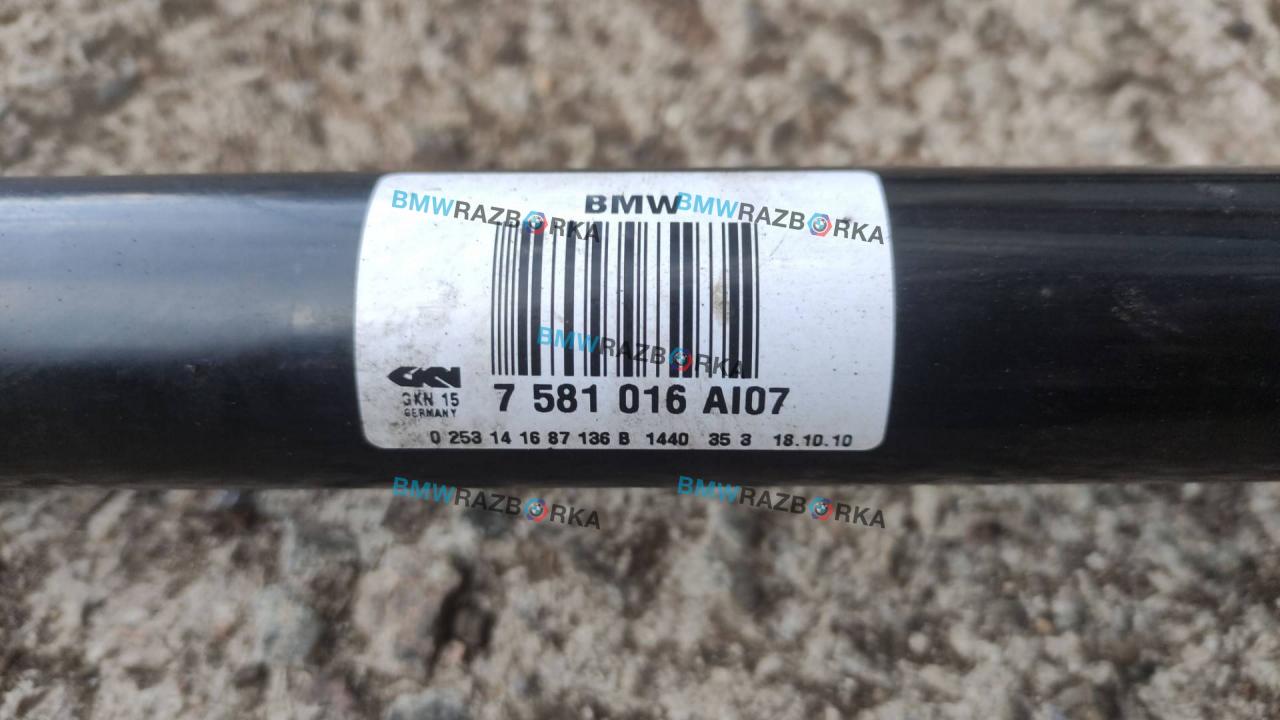 BMW
BMWRAZBORKA BMWRAZBORKA
BMWRAZBORKA
GKN
GKN 15
GERMANY
7 581 016 AI07
0 253 14 16 87 136 B 1440 35 3 18.10.10
BMWRAZBORKA BMWRAZBORKA